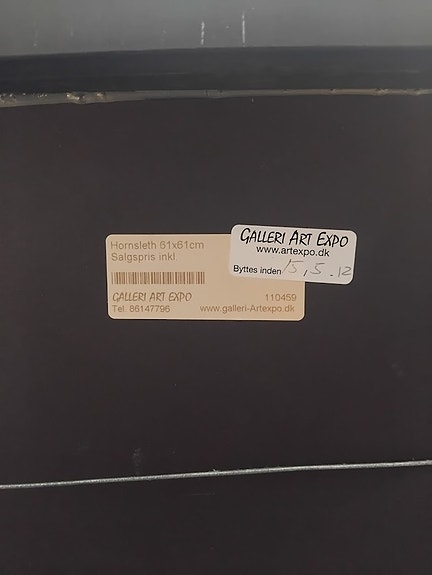 GALLERI ART EXPO
www.artexpo.dk
Byttes inden 15,5.12
Hornsleth 61x61cm
Salgspris inkl.
GALLERI ART EXPO 110459
Tel. 86147796 www.galleri-Artexpo.dk